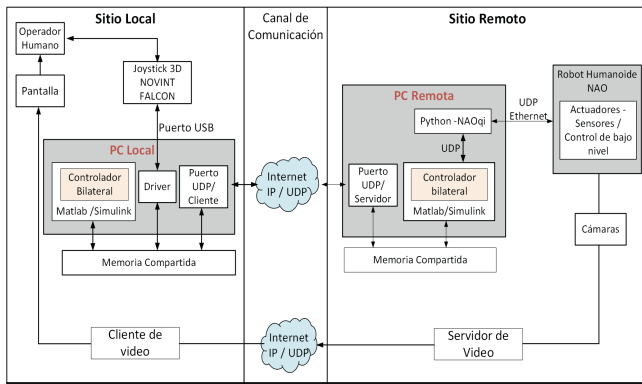 Sitio Local
Canal de
Comunicación
Sitio Remoto
Operador
Humano
Pantalla
Joystick 3D
NOVINT
FALCON
Puerto USB
PC Local
Controlador
Bilateral
Matlab /Simulink
Driver
Puerto
UDP/
Cliente
Memoria Compartida
Internet
IP / UDP
PC Remota
Python -NAOqi
UDP
Puerto
UDP/
Servidor
Controlador
bilateral
Matlab/Simulink
Memoria Compartida
UDP
Ethernet
Robot Humanoide
NAO
Actuadores -
Sensores /
Control de bajo
nivel
Cámaras
Cliente de
video
Internet
IP / UDP
Servidor de
Video